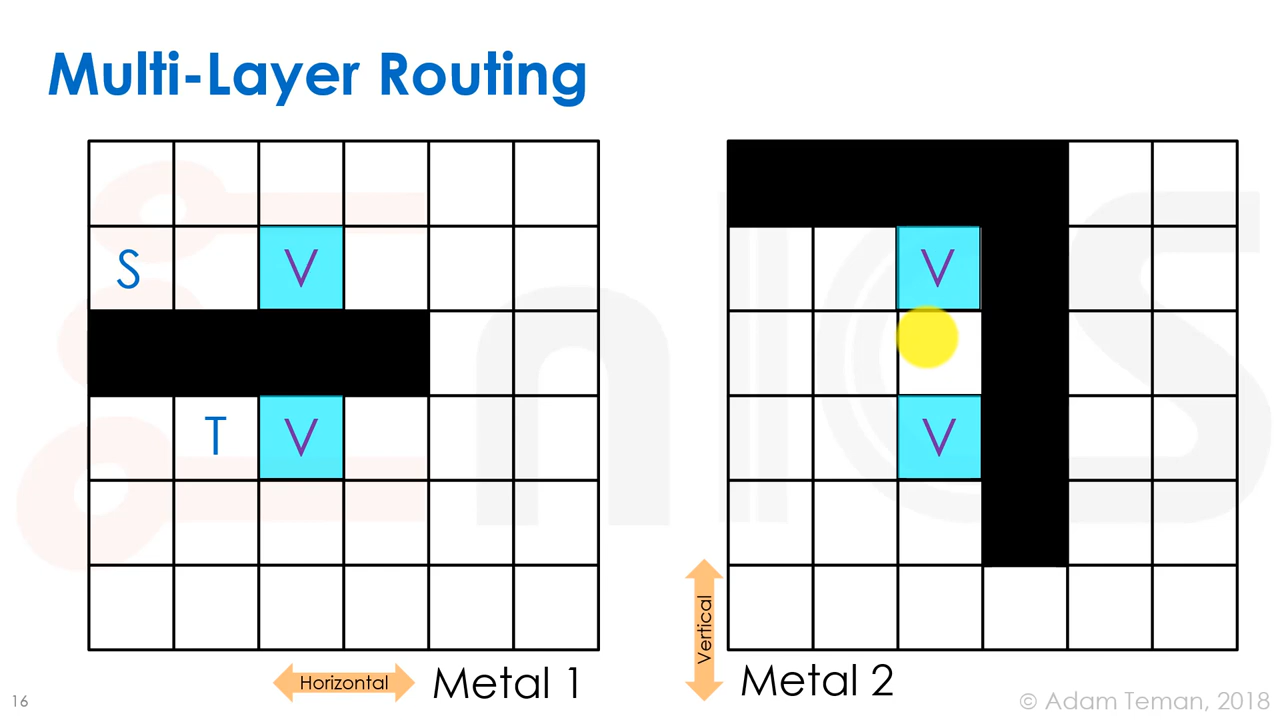 Multi-Layer Routing
S
V
V
T
V
V
Vertical
Horizontal
Metal 1
Metal 2
16
© Adam Teman, 2018